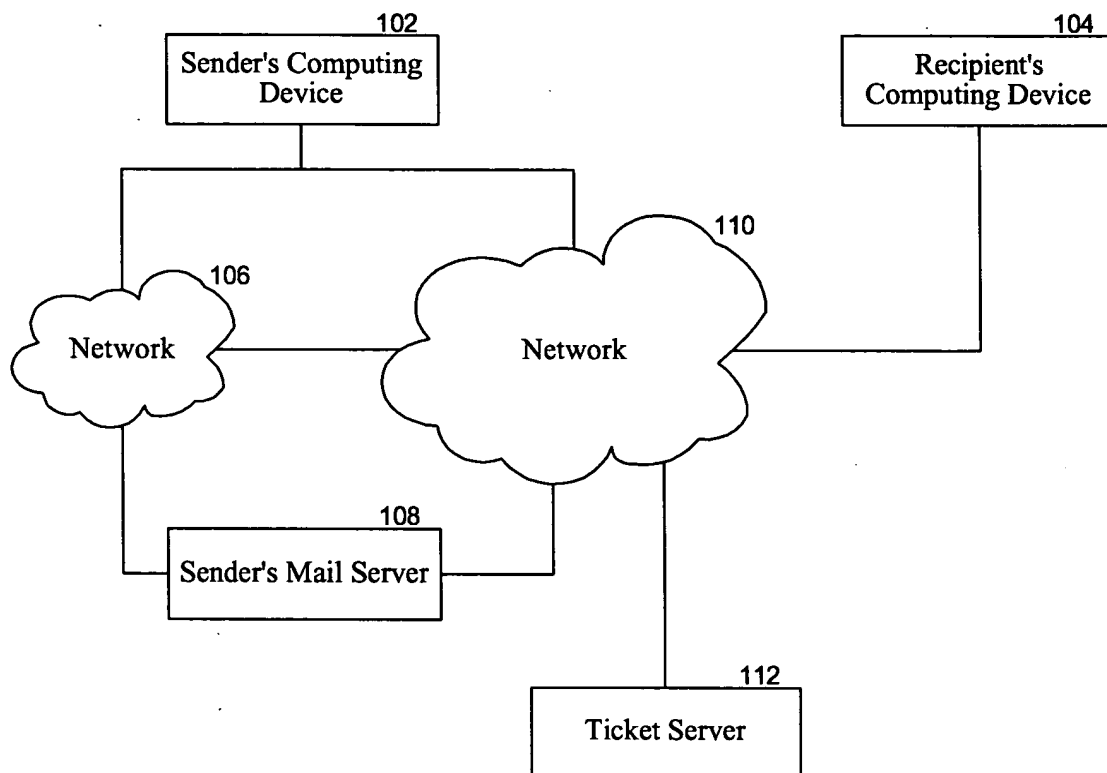 102
Sender's Computing
Device
104
Recipient's
Computing Device
110
106
Network
Network
108
Sender's Mail Server
112
Ticket Server